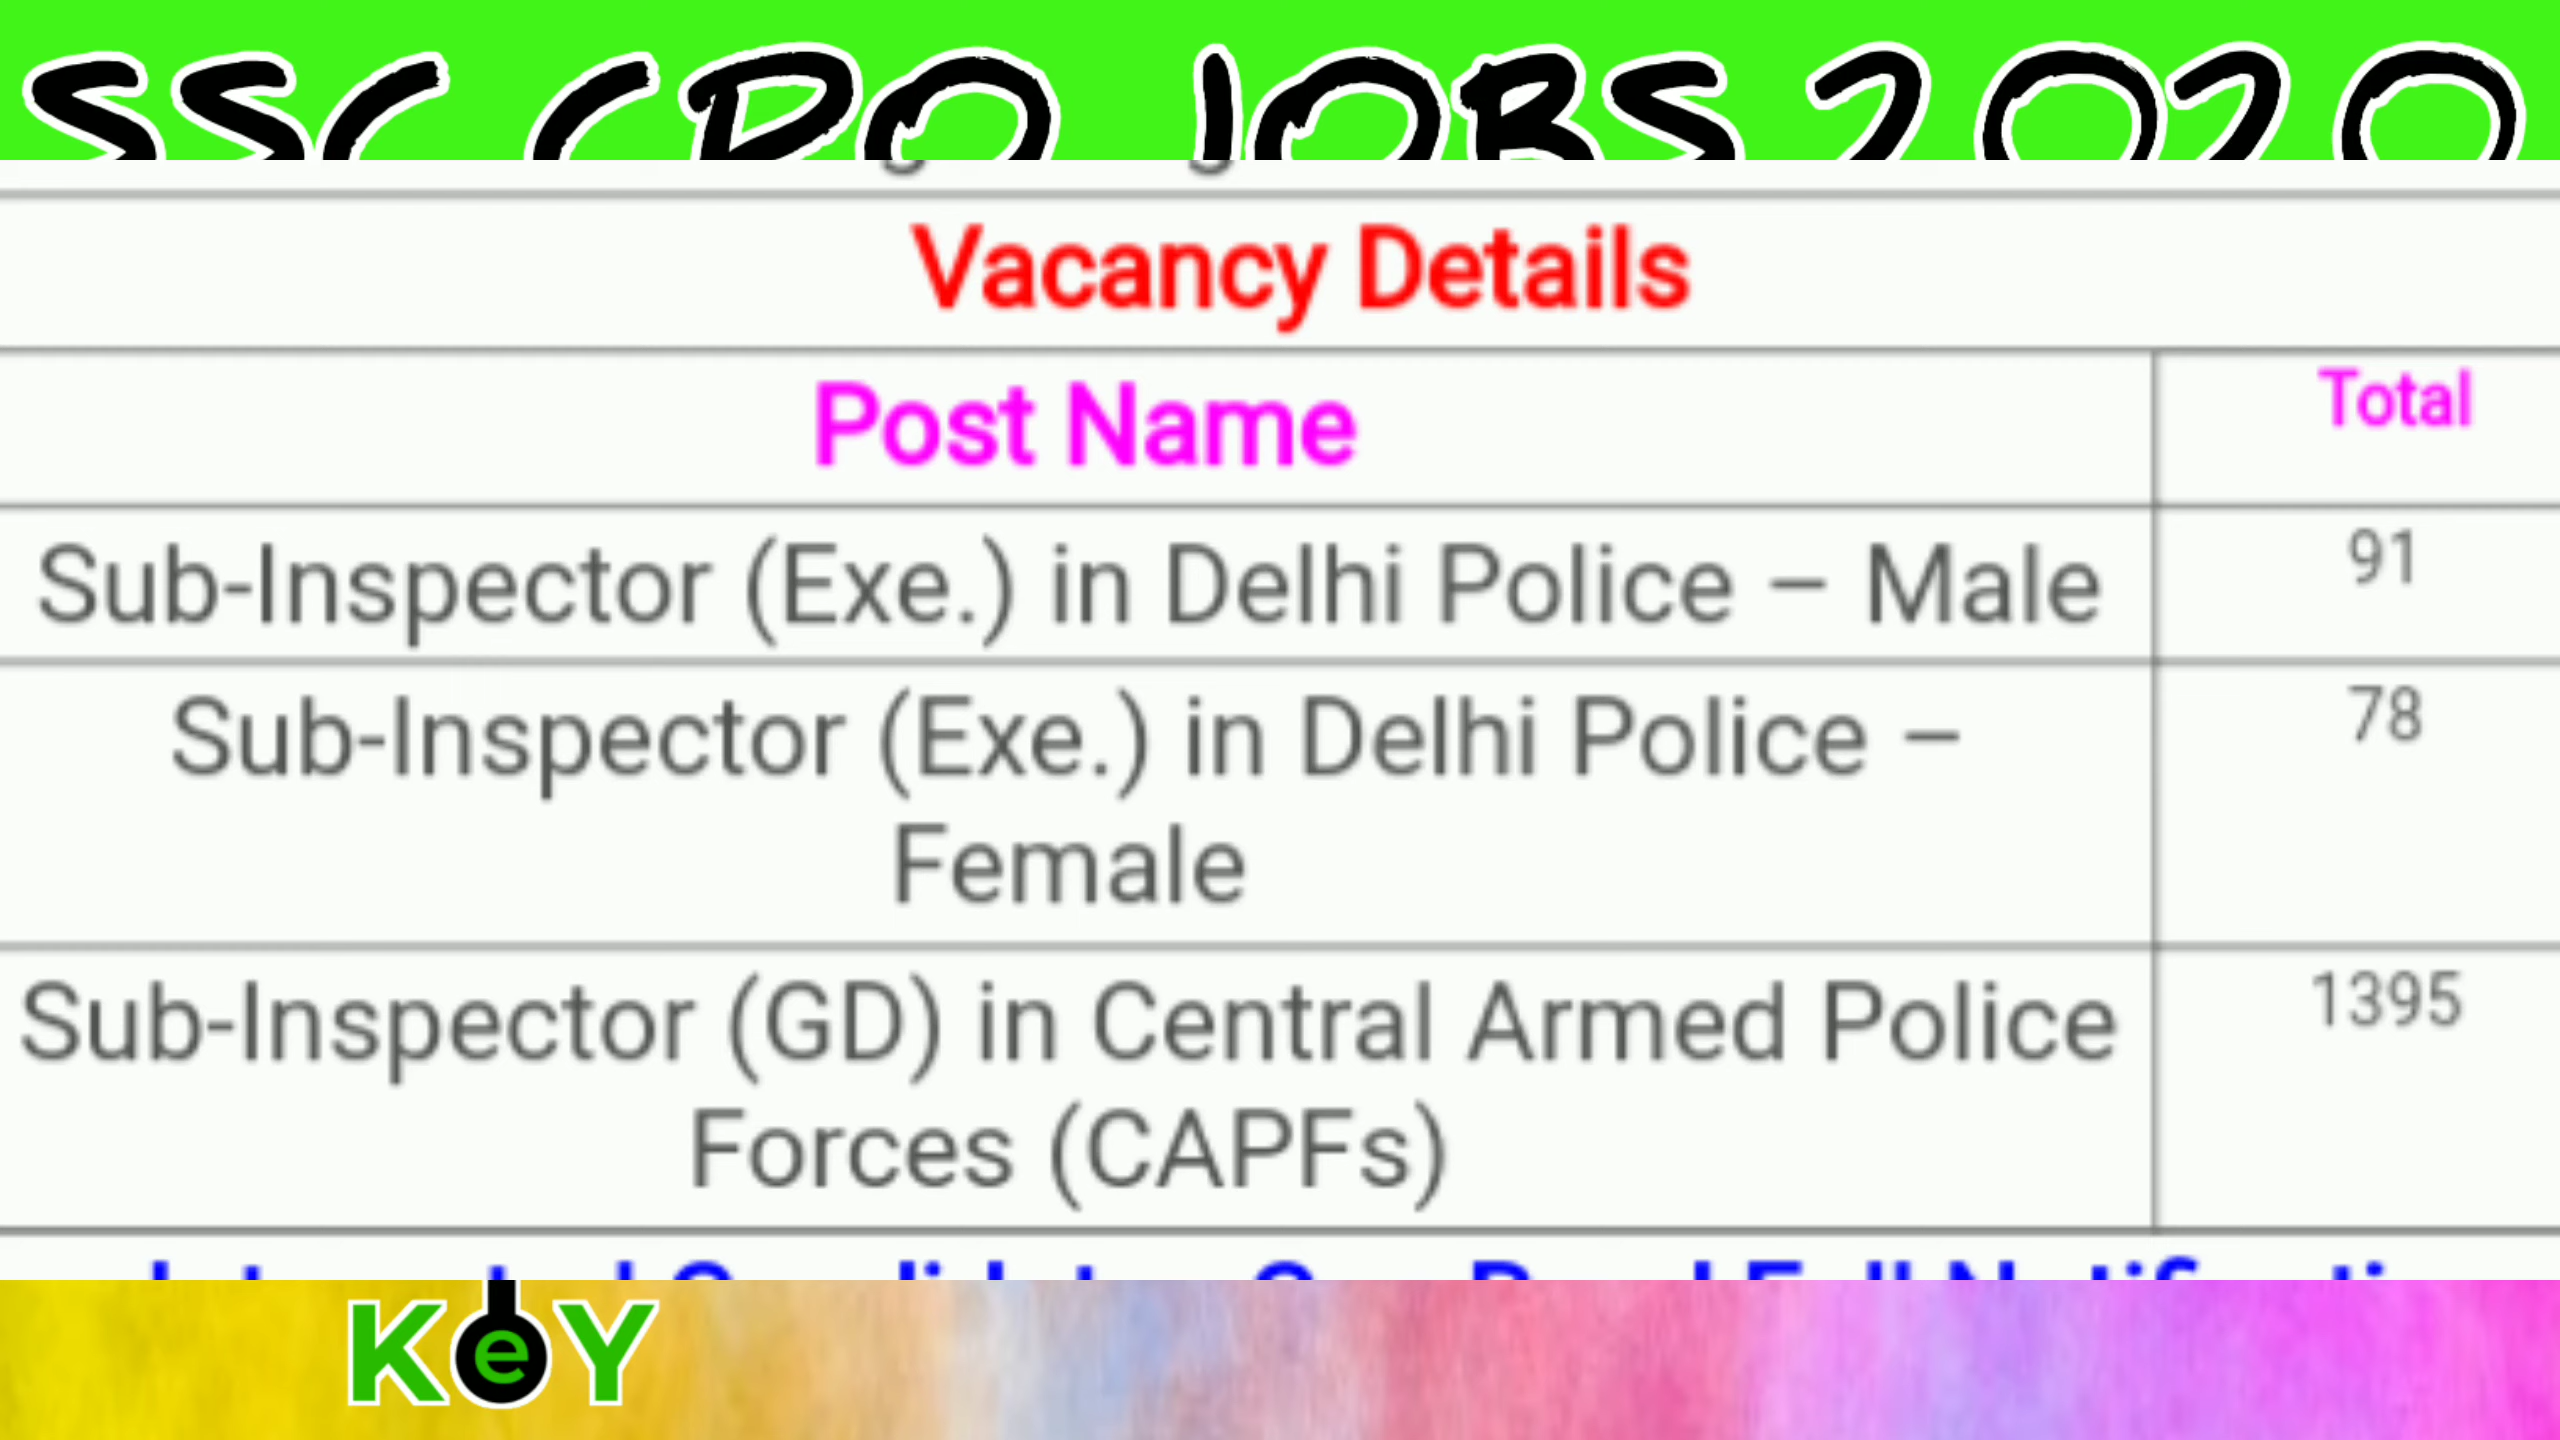 SSC CPO JOBS 2020
Vacancy Details
Post Name
Total
Sub-Inspector (Exe.) in Delhi Police – Male
91
Sub-Inspector (Exe.) in Delhi Police –
Female
78
Sub-Inspector (GD) in Central Armed Police
Forces (CAPFs)
1395
KeY